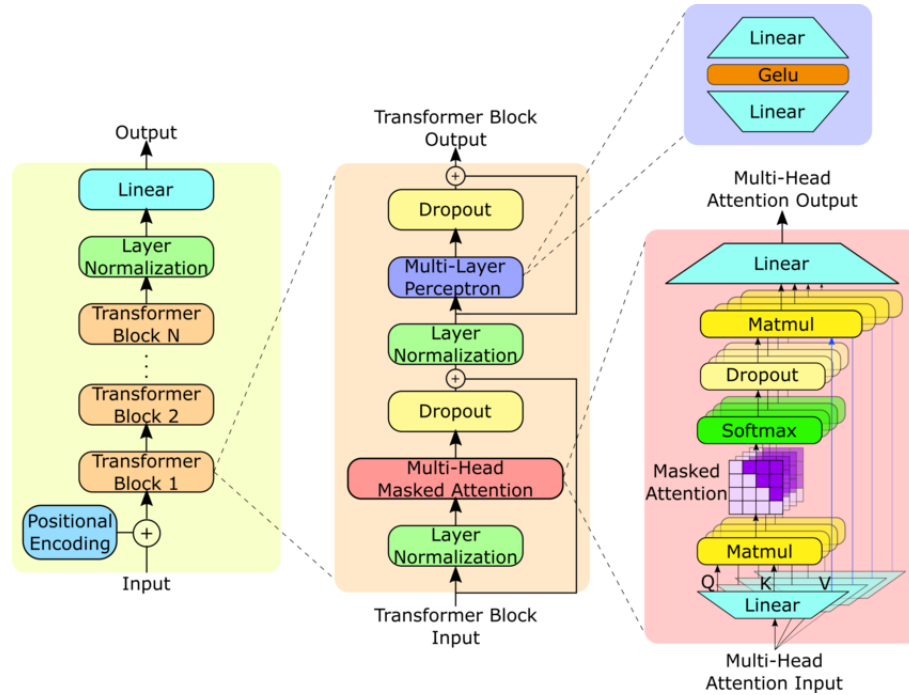 Output
Linear
Layer
Normalization
Transformer
Block N
Transformer
Block 2
Transformer
Block 1
Positional
Encoding
+
Input
Transformer Block
Output
+
Dropout
Multi-Layer
Perceptron
Layer
Normalization
+
Dropout
Multi-Head
Masked Attention
Layer
Normalization
Transformer Block
Input
Linear
Gelu
Linear
Multi-Head
Attention Output
Linear
Matmul
Dropout
Softmax
Masked
Attention
Matmul
Q K V
Linear
Multi-Head
Attention Input